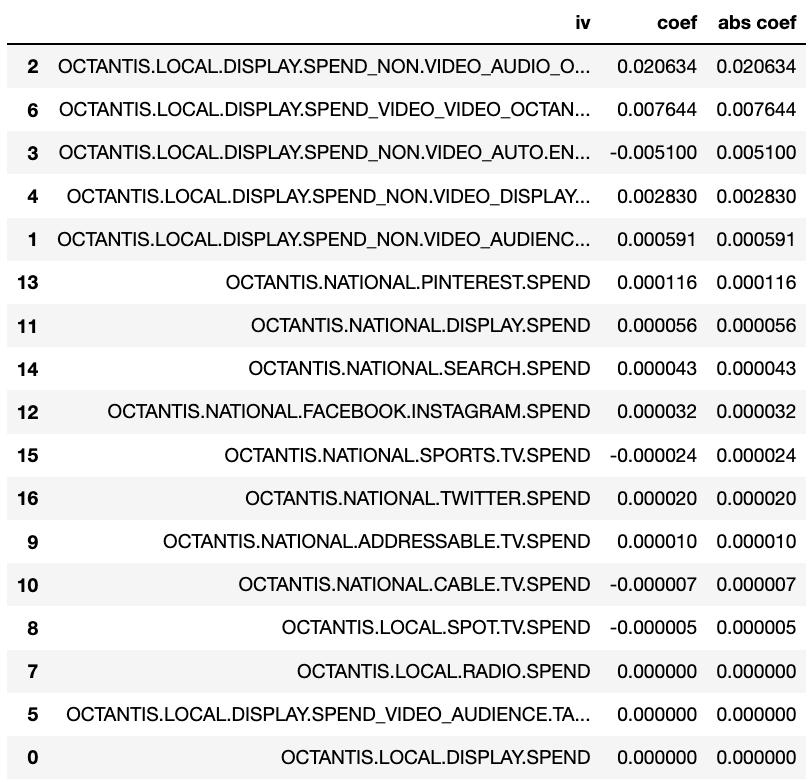 iv coef abs coef
2 OCTANTIS.LOCAL.DISPLAY.SPEND_NON.VIDEO_AUDIO_O... 0.020634 0.020634
6 OCTANTIS.LOCAL.DISPLAY.SPEND_VIDEO_VIDEO_OCTAN... 0.007644 0.007644
3 OCTANTIS.LOCAL.DISPLAY.SPEND_NON.VIDEO_AUTO.EN... -0.005100 0.005100
4 OCTANTIS.LOCAL.DISPLAY.SPEND_NON.VIDEO_DISPLAY... 0.002830 0.002830
1 OCTANTIS.LOCAL.DISPLAY.SPEND_NON.VIDEO_AUDIENC... 0.000591 0.000591
13 OCTANTIS.NATIONAL.PINTEREST.SPEND 0.000116 0.000116
11 OCTANTIS.NATIONAL.DISPLAY.SPEND 0.000056 0.000056
14 OCTANTIS.NATIONAL.SEARCH.SPEND 0.000043 0.000043
12 OCTANTIS.NATIONAL.FACEBOOK.INSTAGRAM.SPEND 0.000032 0.000032
15 OCTANTIS.NATIONAL.SPORTS.TV.SPEND -0.000024 0.000024
16 OCTANTIS.NATIONAL.TWITTER.SPEND 0.000020 0.000020
9 OCTANTIS.NATIONAL.ADDRESSABLE.TV.SPEND 0.000010 0.000010
10 OCTANTIS.NATIONAL.CABLE.TV.SPEND -0.000007 0.000007
8 OCTANTIS.LOCAL.SPOT.TV.SPEND -0.000005 0.000005
7 OCTANTIS.LOCAL.RADIO.SPEND 0.000000 0.000000
5 OCTANTIS.LOCAL.DISPLAY.SPEND_VIDEO_AUDIENCE.TA... 0.000000 0.000000
0 OCTANTIS.LOCAL.DISPLAY.SPEND 0.000000 0.000000